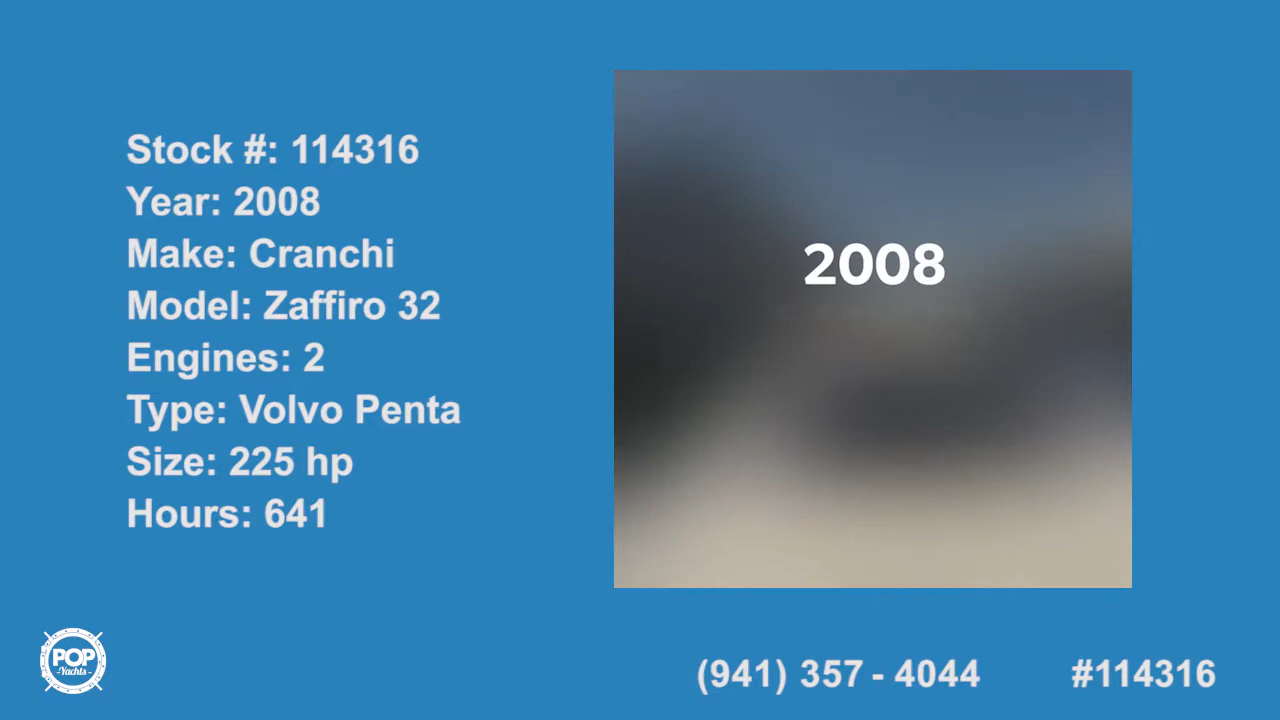 Stock #: 114316
Year: 2008
Make: Cranchi
Model: Zaffiro 32
Engines: 2
Type: Volvo Penta
Size: 225 hp
Hours: 641
2008
POP
Yachts
(941) 357 - 4044
#114316